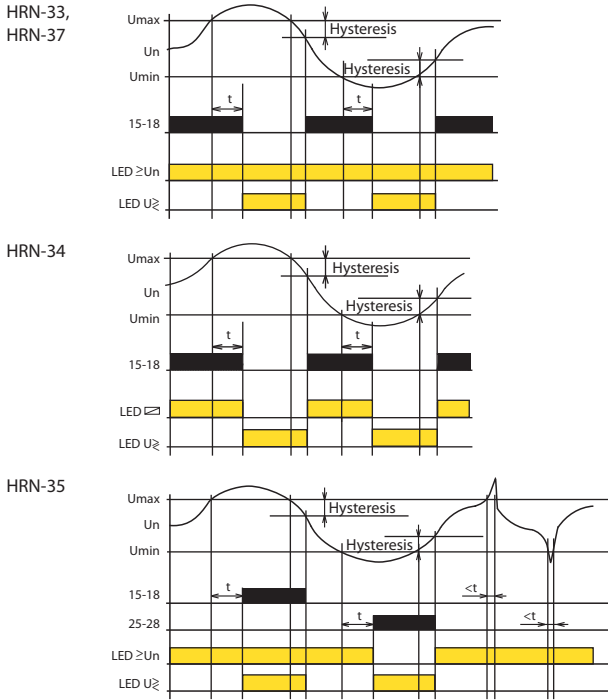 HRN-33,
HRN-37
Umax
Hysteresis
Un
Hysteresis
Umin
t
t
15-18
LED ≥Un
LED U≷
HRN-34
Umax
Hysteresis
Un
Hysteresis
Umin
t
t
15-18
LED
LED U≷
HRN-35
Umax
Hysteresis
Un
Hysteresis
Umin
t
<t
15-18
t
<t
25-28
LED ≥Un
LED U≷